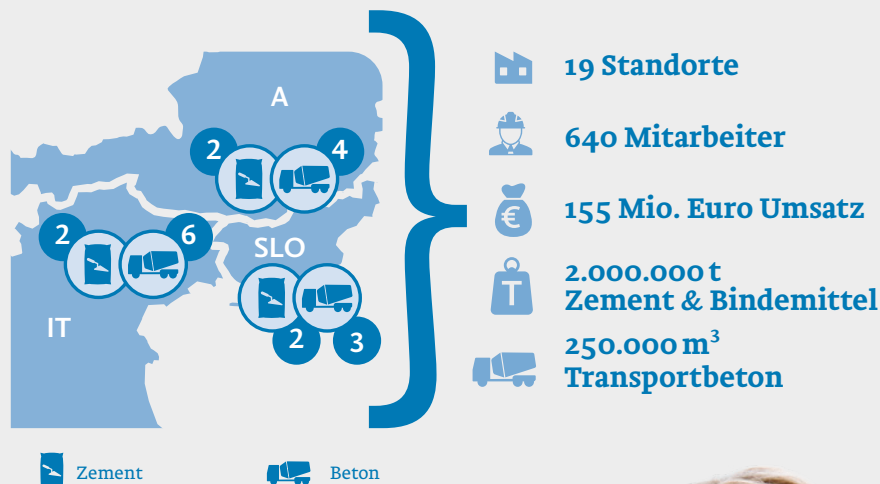 A
2
4
2
6
SLO
IT
2
3
19 Standorte
640 Mitarbeiter
€
155 Mio. Euro Umsatz
T
2.000.000 t
Zement & Bindemittel
250.000 m³
Transportbeton
Zement
Beton